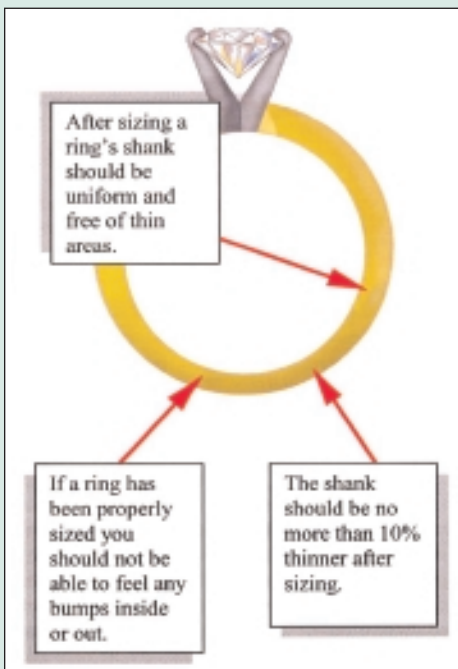 After sizing a
ring's shank
should be
uniform and
free of thin
areas.
If a ring has
been properly
sized you
should not be
able to feel any
bumps inside
or out.
The shank
should be no
more than 10%
thinner after
sizing.